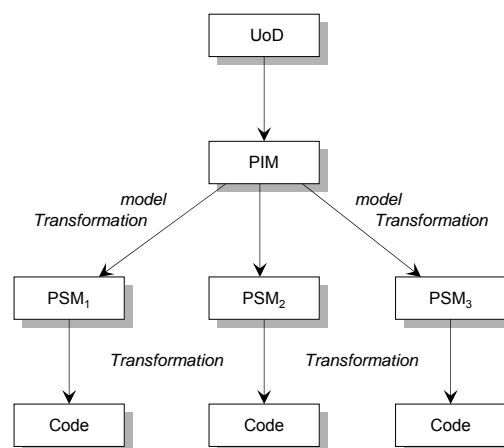 UoD
PIM
model
Transformation
model
Transformation
PSM₁
PSM₂
PSM₃
Transformation
Transformation
Code
Code
Code